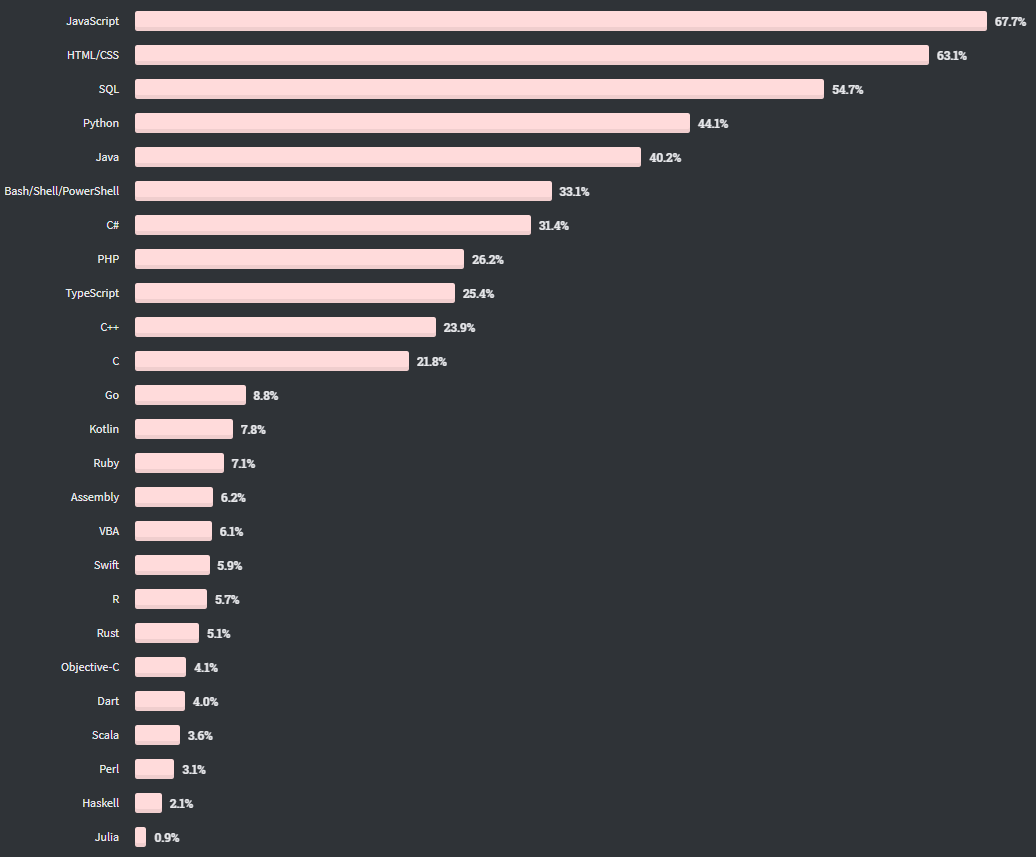 JavaScript 67.7%
HTML/CSS 63.1%
SQL 54.7%
Python 44.1%
Java 40.2%
Bash/Shell/PowerShell 33.1%
C# 31.4%
PHP 26.2%
TypeScript 25.4%
C++ 23.9%
C 21.8%
Go 8.8%
Kotlin 7.8%
Ruby 7.1%
Assembly 6.2%
VBA 6.1%
Swift 5.9%
R 5.7%
Rust 5.1%
Objective-C 4.1%
Dart 4.0%
Scala 3.6%
Perl 3.1%
Haskell 2.1%
Julia 0.9%